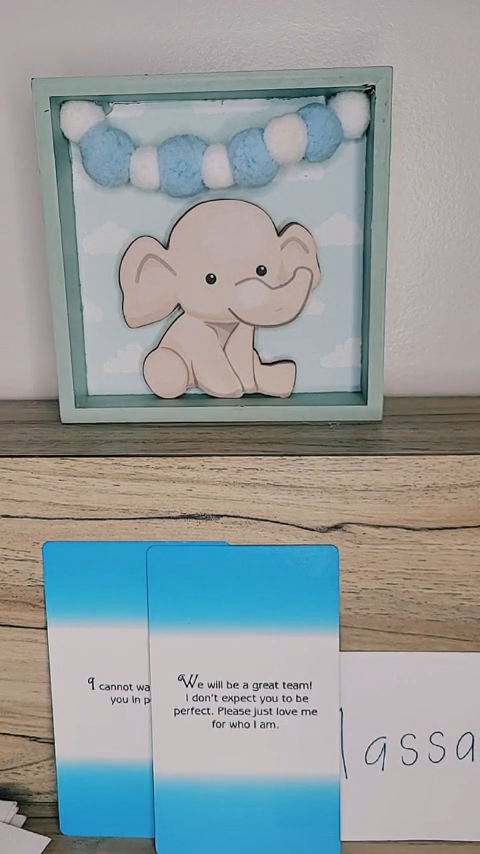 I cannot wa
you in p
We will be a great team!
I don't expect you to be
perfect. Please just love me
for who I am.
lassa